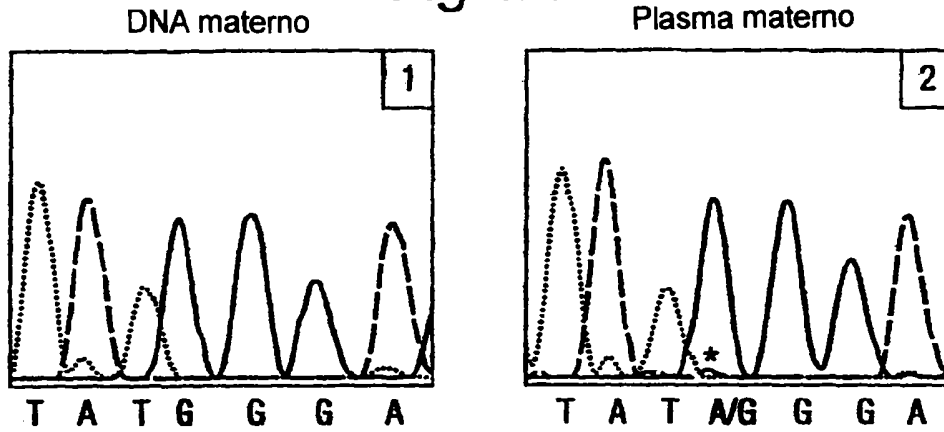 DNA materno
Plasma materno
1
2
*
T A T G G G A
T A T A/G G G A